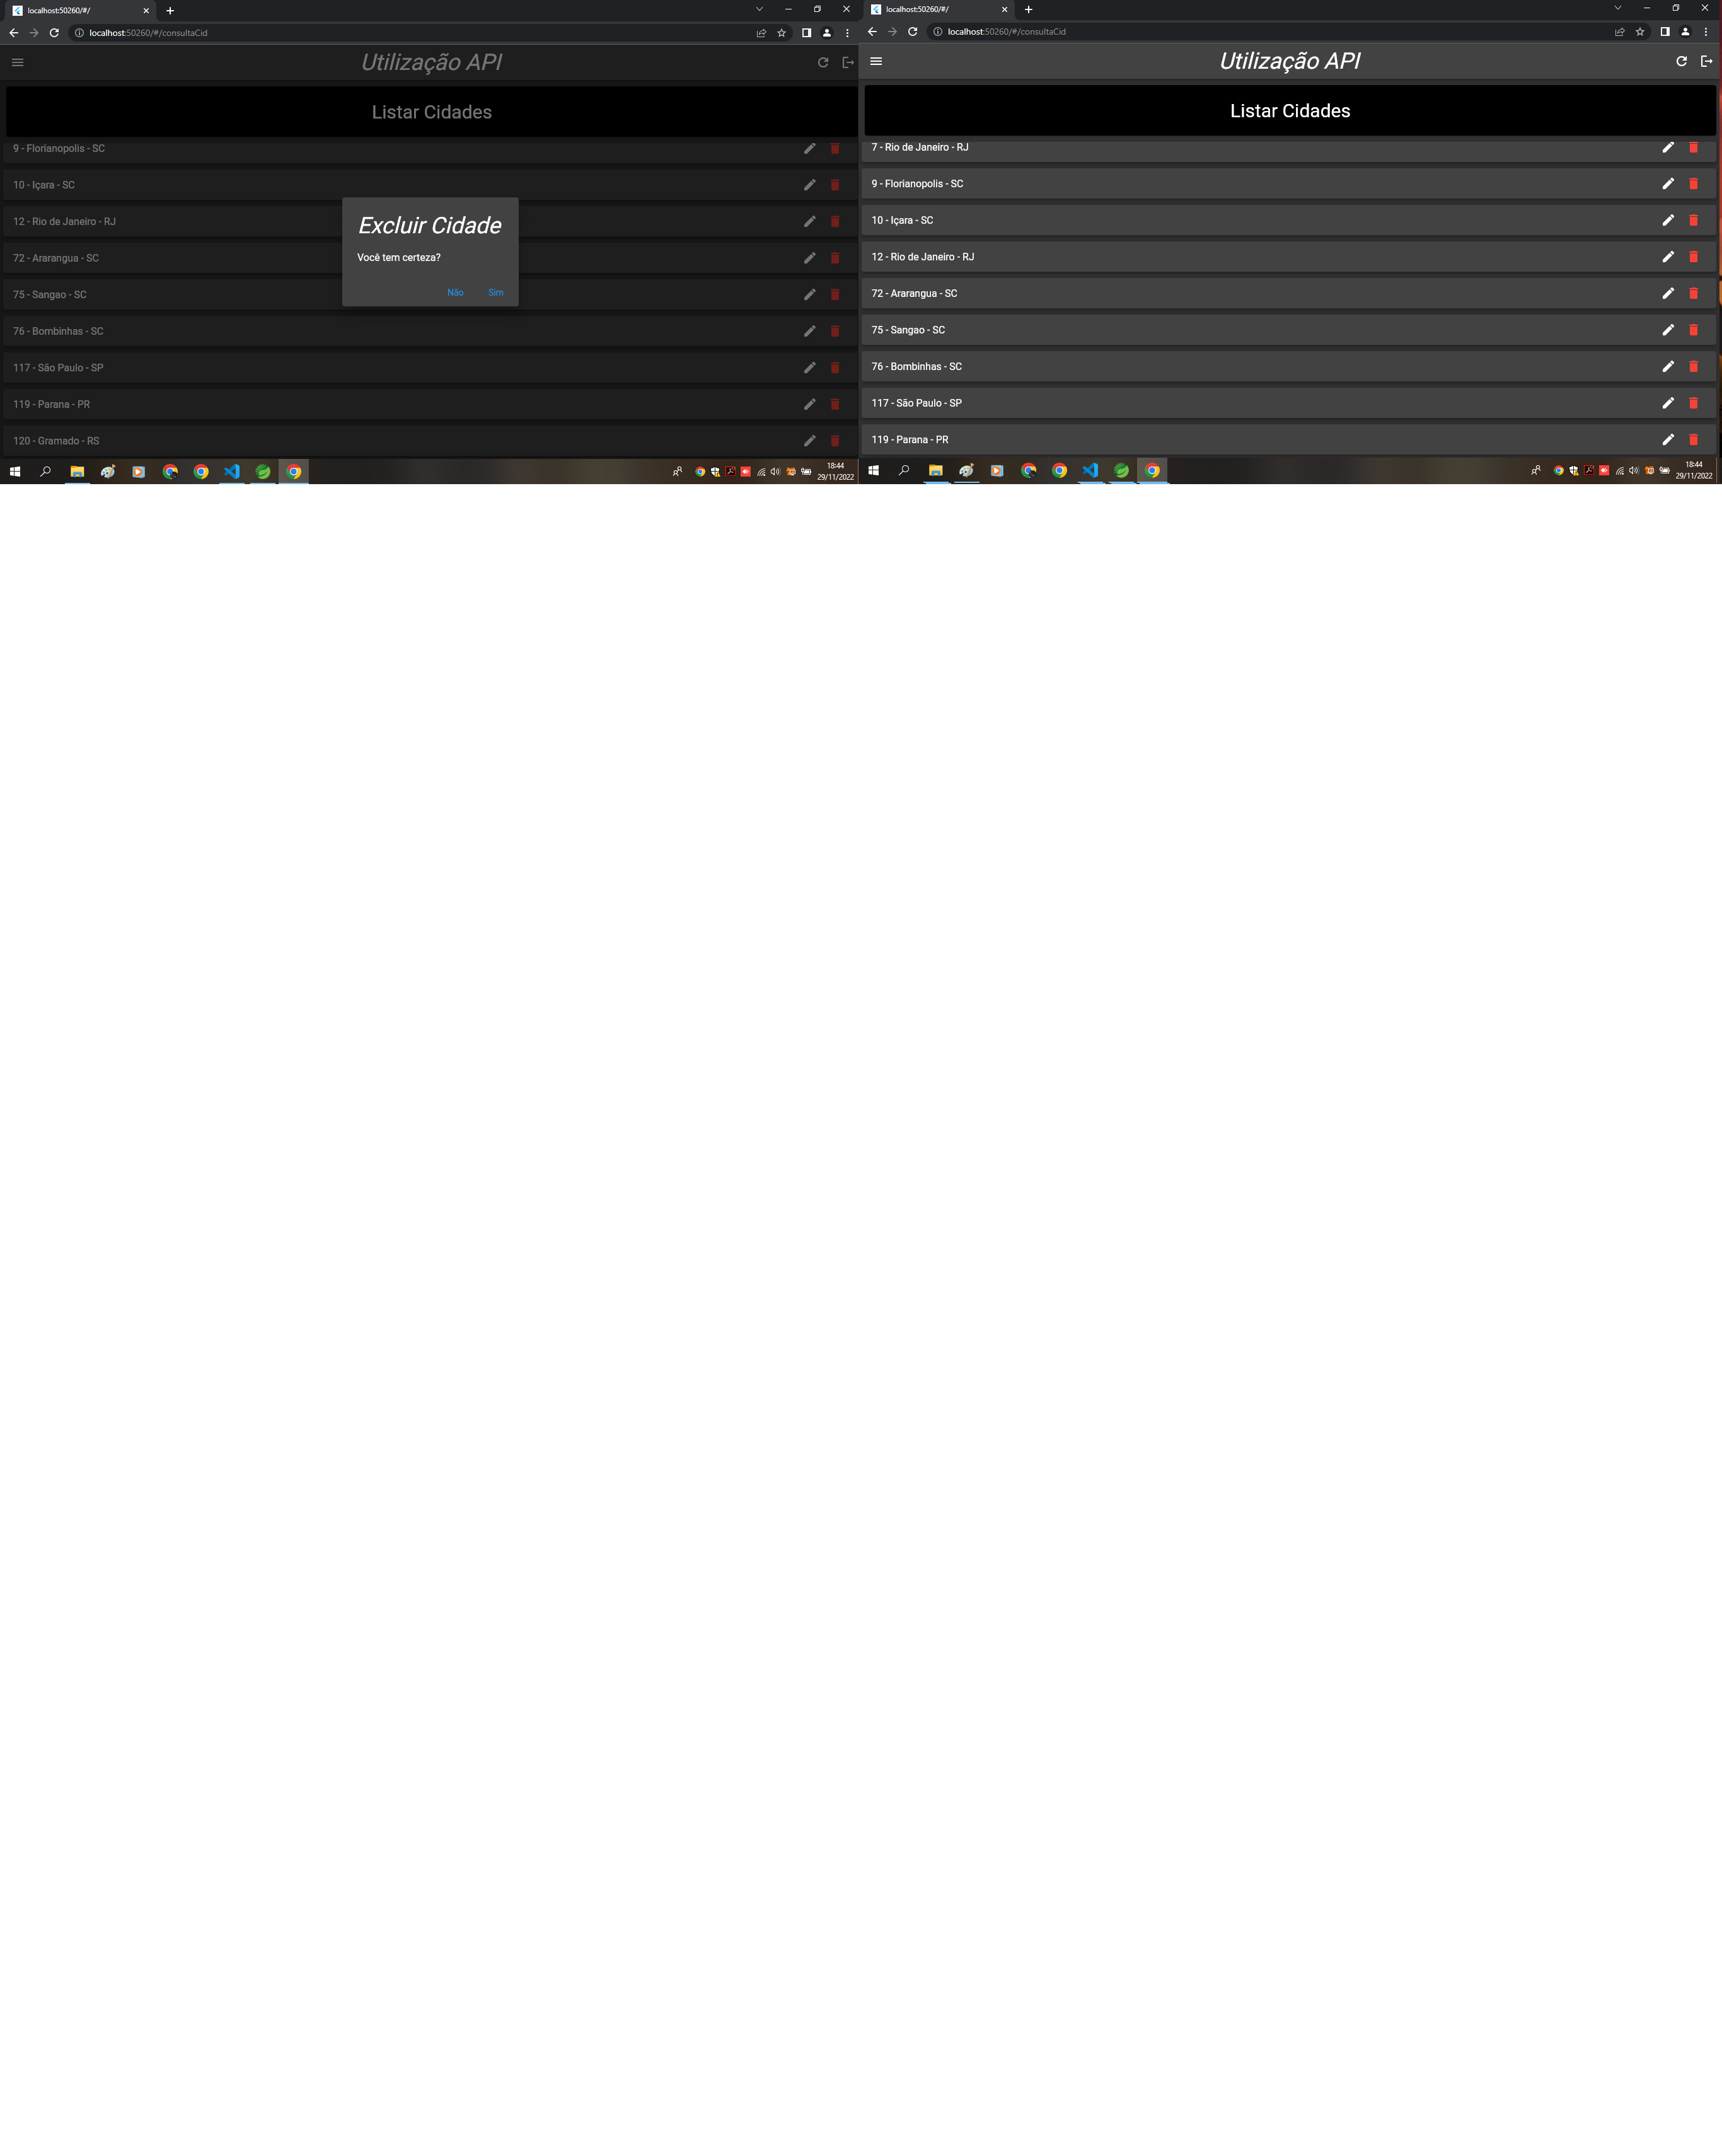 localhost:50260/#/
localhost:50260/#/consultaCid
Utilização API
Listar Cidades
9 - Florianopolis - SC
10 - Içara - SC
12 - Rio de Janeiro - RJ
72 - Ararangua - SC
75 - Sangao - SC
76 - Bombinhas - SC
117 - São Paulo - SP
119 - Parana - PR
120 - Gramado - RS
Excluir Cidade
Você tem certeza?
Não Sim
18:44
29/11/2022
localhost:50260/#/
localhost:50260/#/consultaCid
Utilização API
Listar Cidades
7 - Rio de Janeiro - RJ
9 - Florianopolis - SC
10 - Içara - SC
12 - Rio de Janeiro - RJ
72 - Ararangua - SC
75 - Sangao - SC
76 - Bombinhas - SC
117 - São Paulo - SP
119 - Parana - PR
18:44
29/11/2022